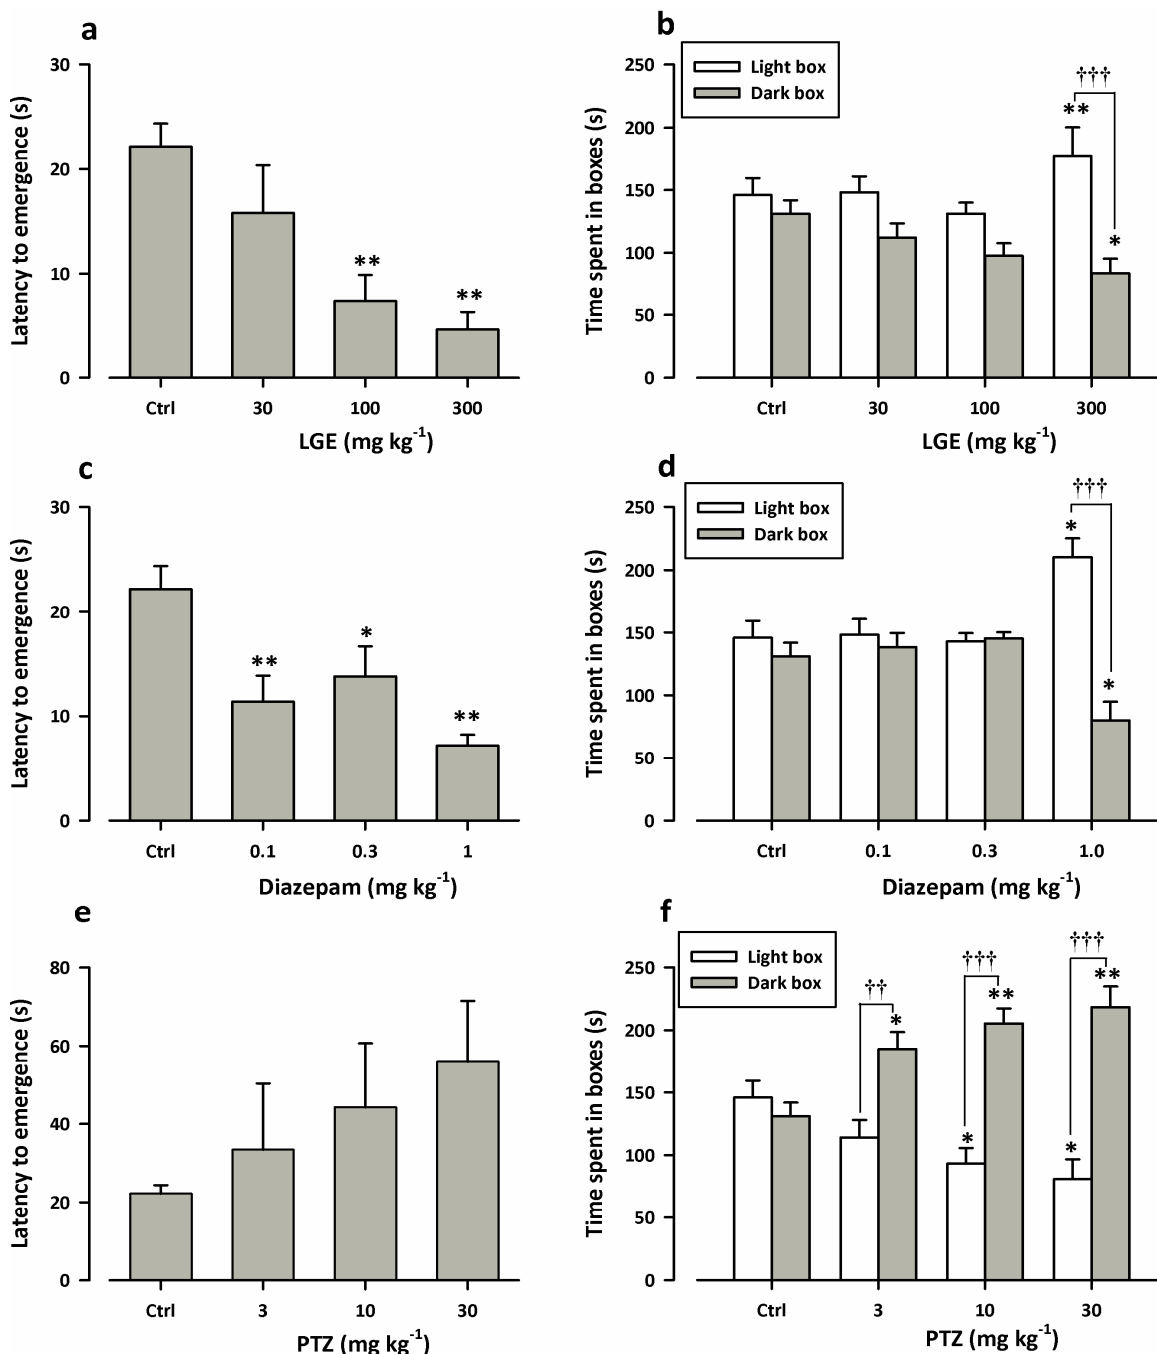 a
Latency to emergence (s)
30
20
10
0
**
**
Ctrl 30 100 300
LGE (mg kg-1)
b
Time spent in boxes (s)
250
200
150
100
50
0
Light box
Dark box
†††
**
*
Ctrl 30 100 300
LGE (mg kg-1)
c
Latency to emergence (s)
30
20
10
0
**
*
**
Ctrl 0.1 0.3 1
Diazepam (mg kg-1)
d
Time spent in boxes (s)
250
200
150
100
50
0
Light box
Dark box
†††
*
*
Ctrl 0.1 0.3 1.0
Diazepam (mg kg-1)
e
Latency to emergence (s)
80
60
40
20
0
Ctrl 3 10 30
PTZ (mg kg-1)
f
Time spent in boxes (s)
250
200
150
100
50
0
Light box
Dark box
††
*
†††
**
*
†††
**
*
Ctrl 3 10 30
PTZ (mg kg-1)